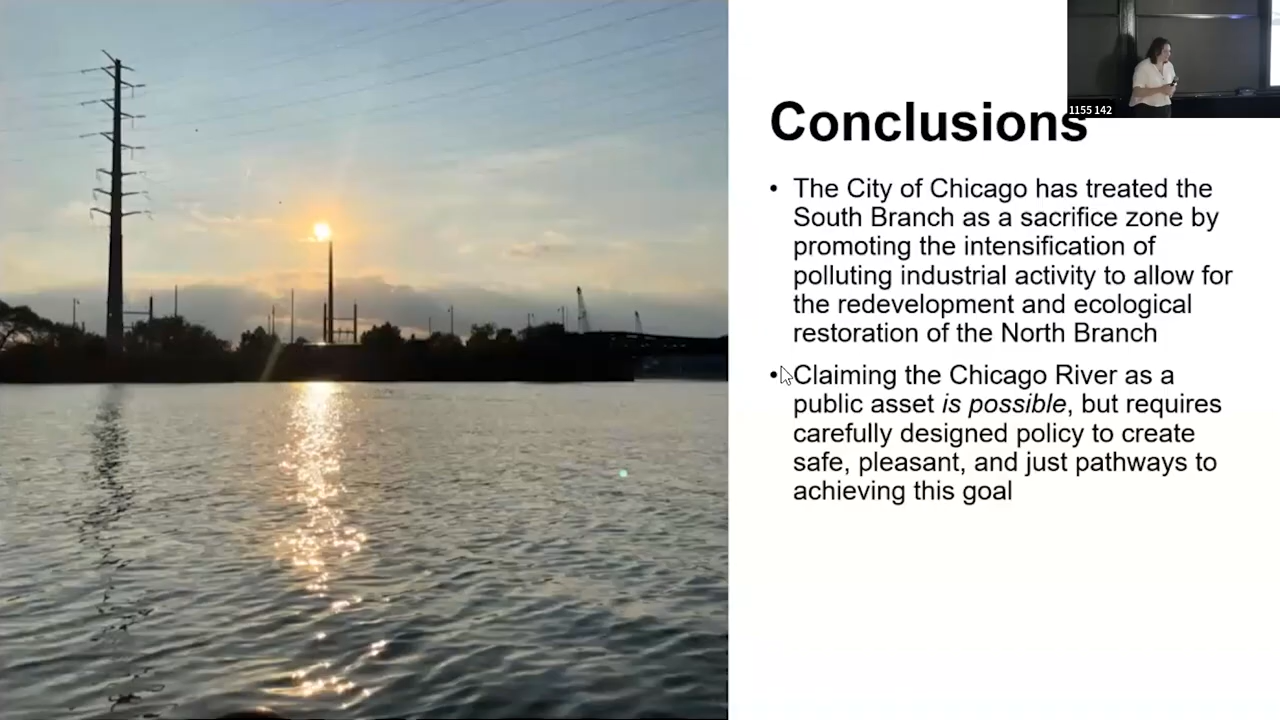 1155 142
Conclusions
• The City of Chicago has treated the
South Branch as a sacrifice zone by
promoting the intensification of
polluting industrial activity to allow for
the redevelopment and ecological
restoration of the North Branch
• Claiming the Chicago River as a
public asset is possible, but requires
carefully designed policy to create
safe, pleasant, and just pathways to
achieving this goal